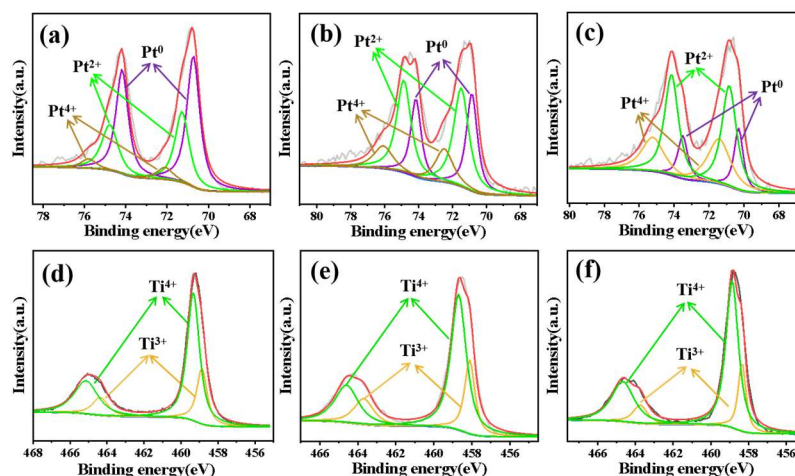 (a)
Pt²⁺
Pt⁰
Pt⁴⁺
Intensity(a.u.)
78 76 74 72 70 68
Binding energy(eV)
(b)
Pt²⁺
Pt⁰
Pt⁴⁺
Intensity(a.u.)
80 78 76 74 72 70 68
Binding energy(eV)
(c)
Pt²⁺
Pt⁴⁺
Pt⁰
Intensity(a.u.)
80 78 76 74 72 70 68
Binding energy(eV)
(d)
Ti⁴⁺
Ti³⁺
Intensity(a.u.)
468 466 464 462 460 458 456
Binding energy(eV)
(e)
Ti⁴⁺
Ti³⁺
Intensity(a.u.)
466 464 462 460 458 456
Binding energy(eV)
(f)
Ti⁴⁺
Ti³⁺
Intensity(a.u.)
466 464 462 460 458 456
Binding energy(eV)